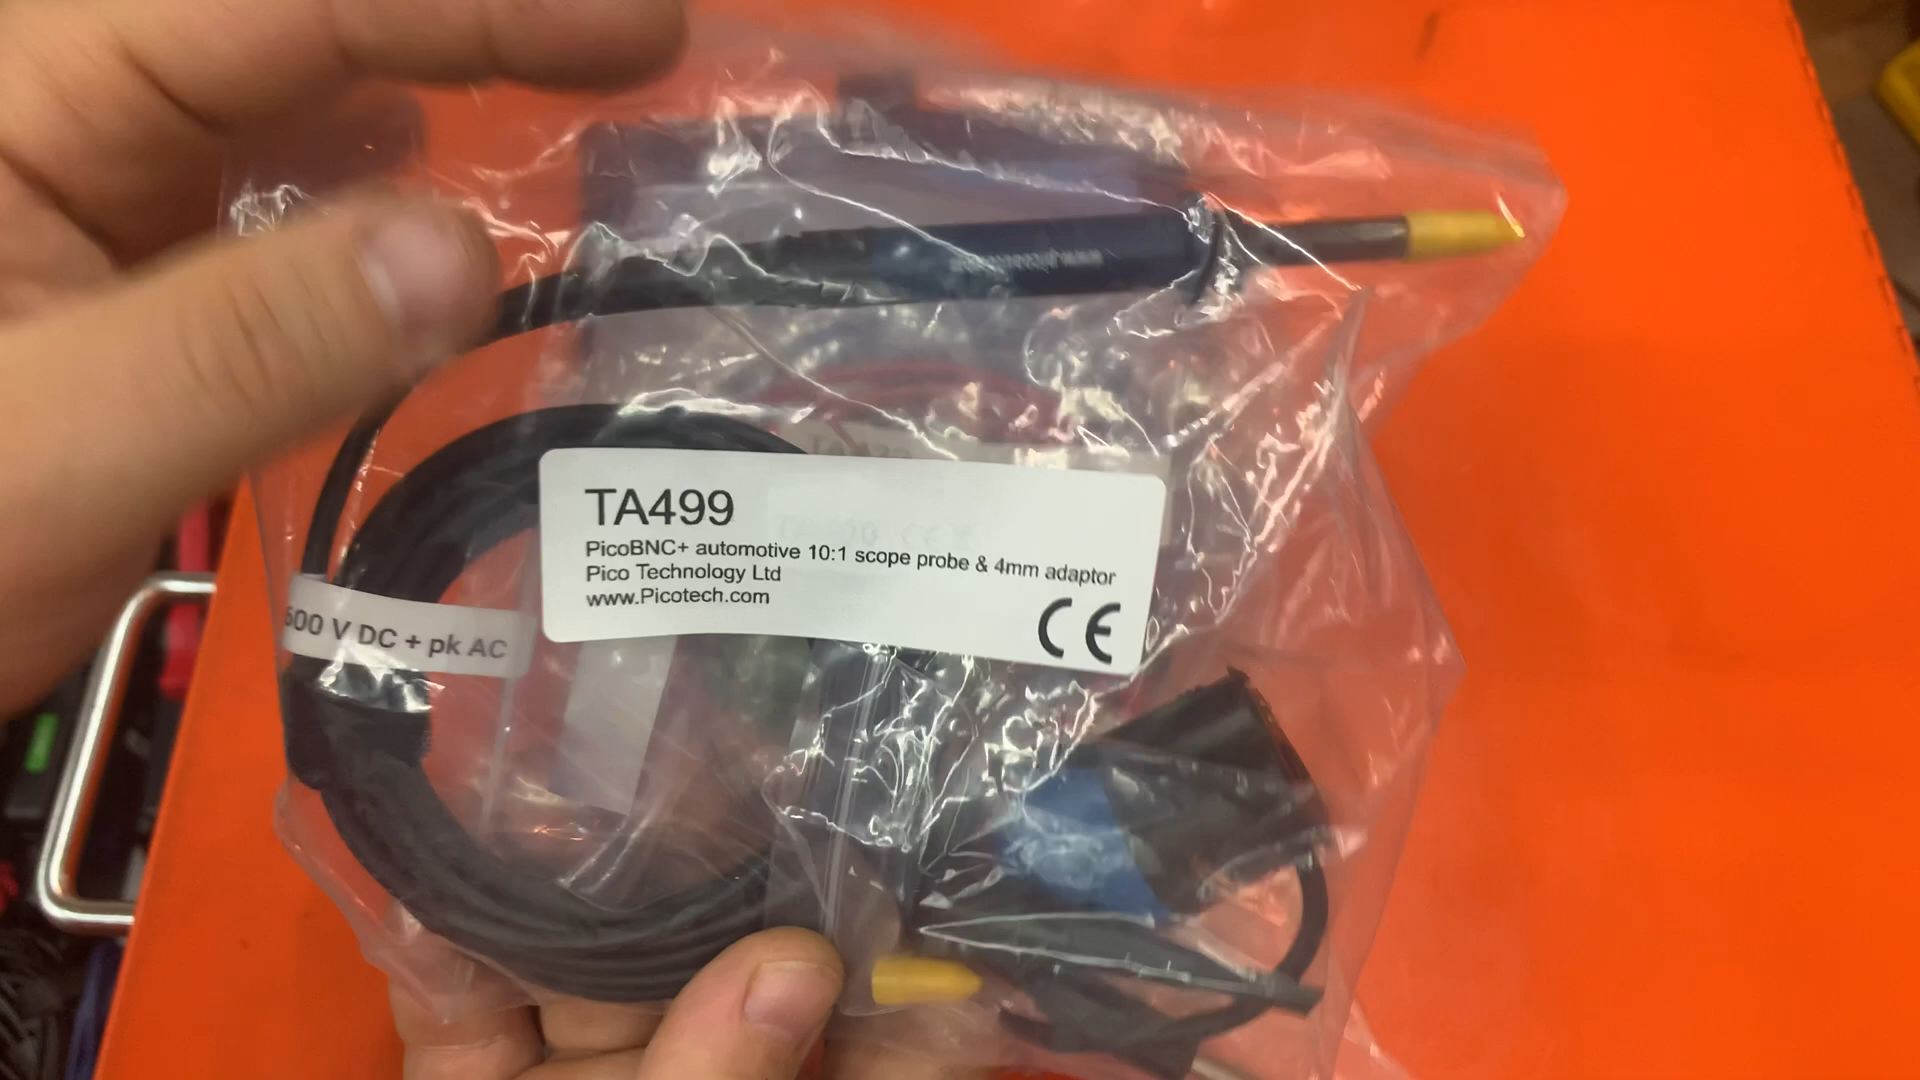 TA499
PicoBNC+ automotive 10:1 scope probe & 4mm adaptor
Pico Technology Ltd
www.Picotech.com
CE
600 V DC + pk AC